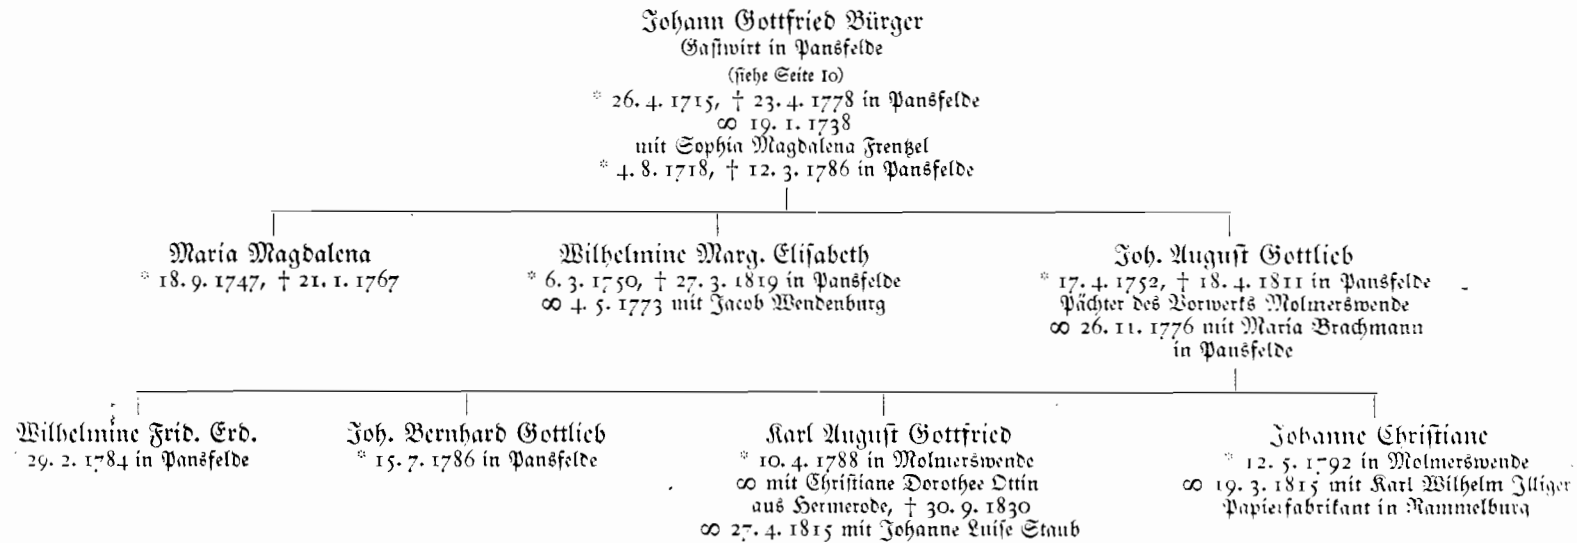 Johann Gottfried Bürger
Gastwirt in Pansfelde
(siehe Seite 10)
* 26. 4. 1715, † 23. 4. 1778 in Pansfelde
∞ 19. 1. 1738
mit Sophia Magdalena Frentzel
* 4. 8. 1718, † 12. 3. 1786 in Pansfelde
Maria Magdalena
* 18. 9. 1747, † 21. 1. 1767
Wilhelmine Marg. Elisabeth
* 6. 3. 1750, † 27. 3. 1819 in Pansfelde
∞ 4. 5. 1773 mit Jacob Wendenburg
Joh. August Gottlieb
* 17. 4. 1752, † 18. 4. 1811 in Pansfelde
Pächter des Vorwerks Molmerswende
∞ 26. 11. 1776 mit Maria Brachmann
in Pansfelde
Wilhelmine Frid. Erd.
29. 2. 1784 in Pansfelde
Joh. Bernhard Gottlieb
* 15. 7. 1786 in Pansfelde
Karl August Gottfried
* 10. 4. 1788 in Molmerswende
∞ mit Christiane Dorothee Ottin
aus Hermerode, † 30. 9. 1830
∞ 27. 4. 1815 mit Johanne Luise Staub
Johanne Christiane
* 12. 5. 1792 in Molmerswende
∞ 19. 3. 1815 mit Karl Wilhelm Illiger
Papierfabrikant in Rammelburg